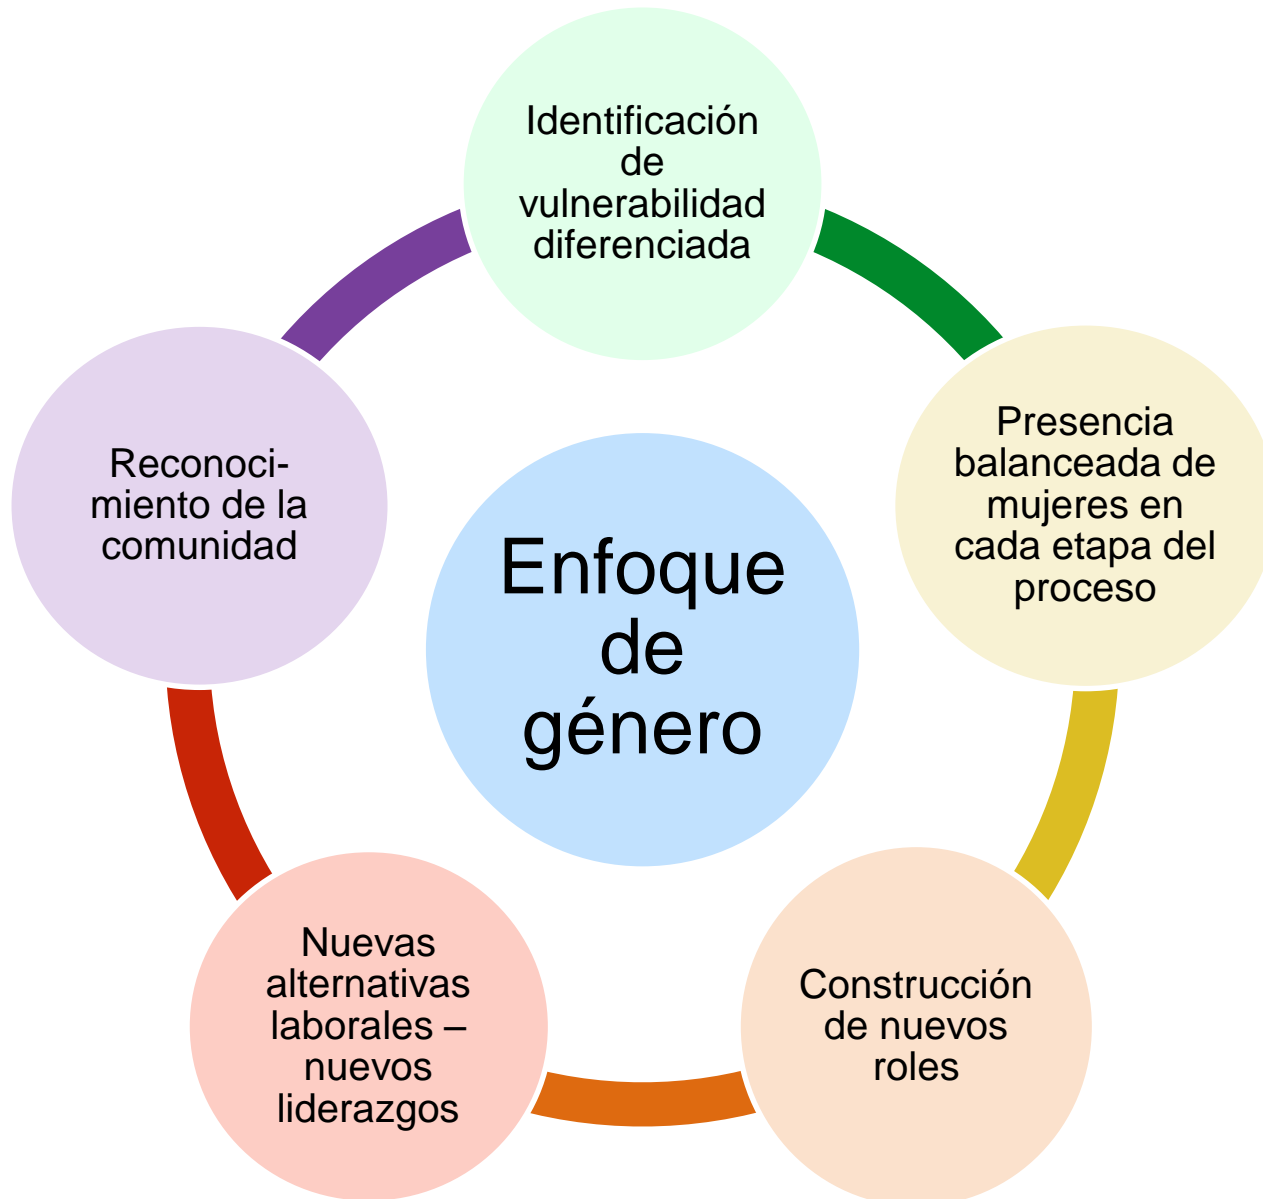 Identificación
de
vulnerabilidad
diferenciada
Presencia
balanceada de
mujeres en
cada etapa del
proceso
Construcción
de nuevos
roles
Nuevas
alternativas
laborales –
nuevos
liderazgos
Reconoci-
miento de la
comunidad
Enfoque
de
género